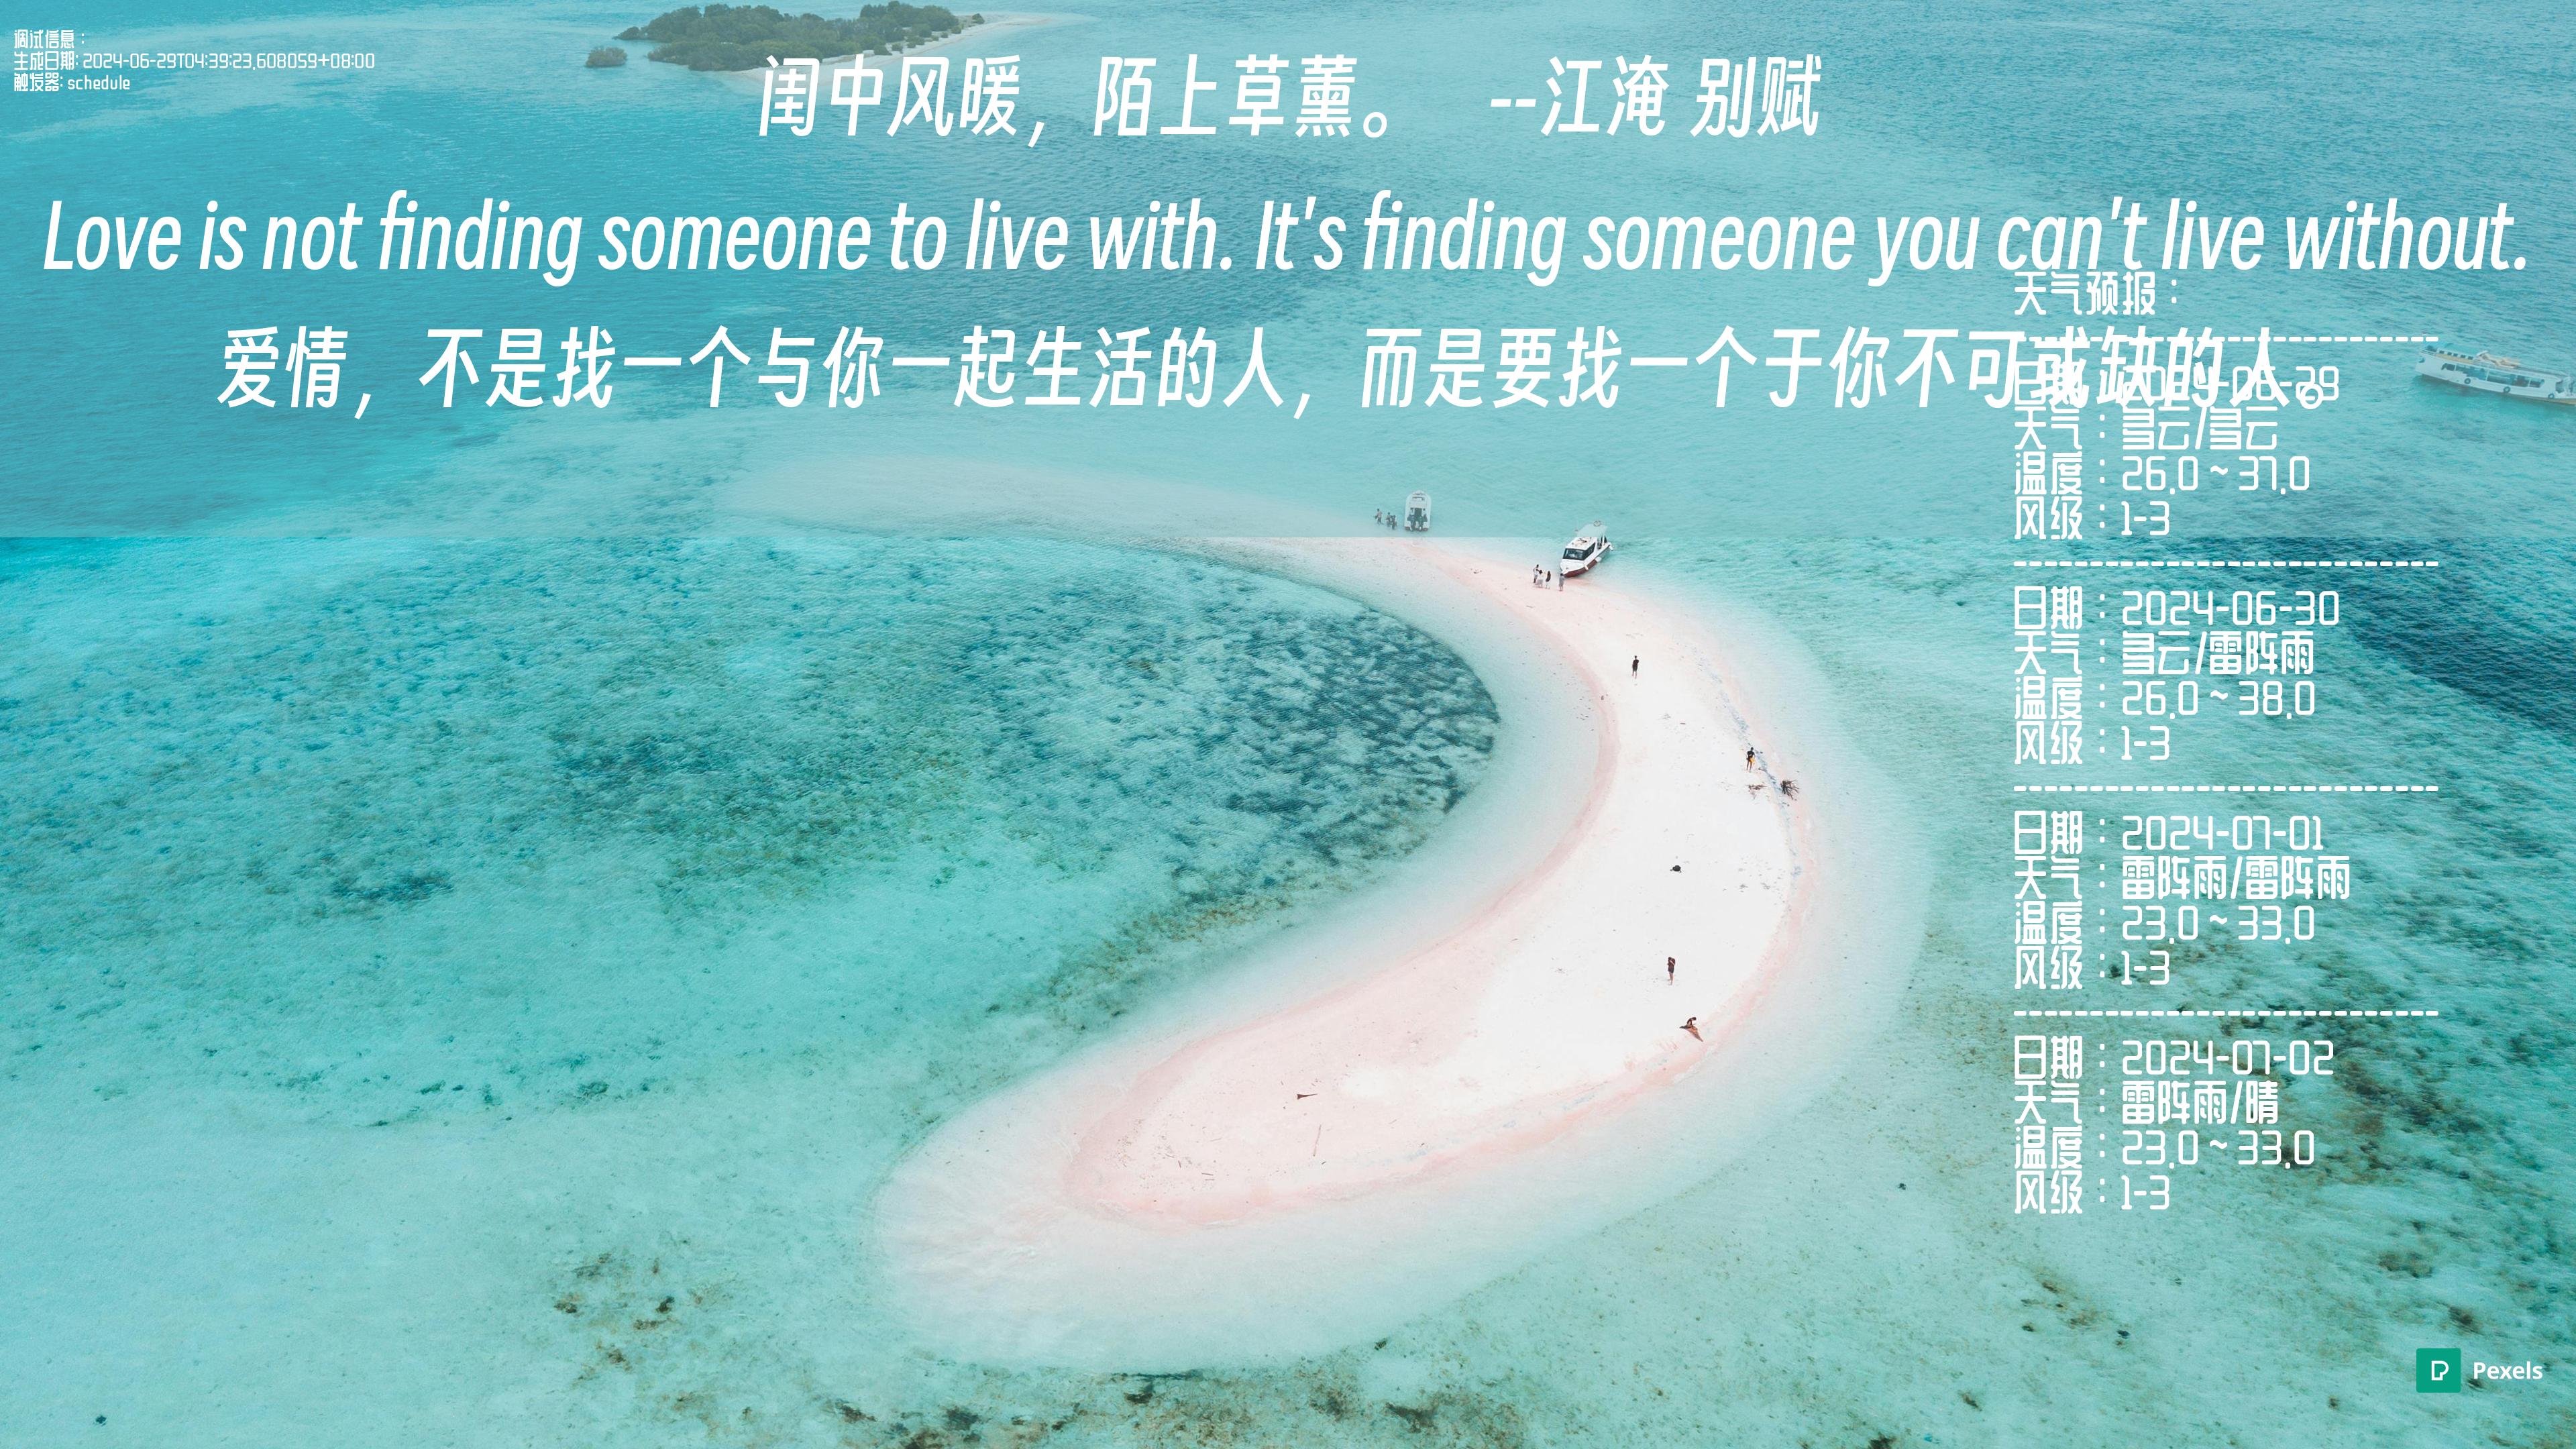 调试信息：
生成日期: 2024-06-29T04:39:23.608059+08:00
触发器: schedule
闺中风暖，陌上草薰。 --江淹 别赋
Love is not finding someone to live with. It's finding someone you can't live without.
爱情，不是找一个与你一起生活的人，而是要找一个于你不可或缺的人。
天气预报：
------------------------------
日期：2024-06-29
天气：多云/多云
温度：26.0 ~ 37.0
风级：1-3
------------------------------
日期：2024-06-30
天气：多云/雷阵雨
温度：26.0 ~ 38.0
风级：1-3
------------------------------
日期：2024-07-01
天气：雷阵雨/雷阵雨
温度：23.0 ~ 33.0
风级：1-3
------------------------------
日期：2024-07-02
天气：雷阵雨/晴
温度：23.0 ~ 33.0
风级：1-3
Pexels